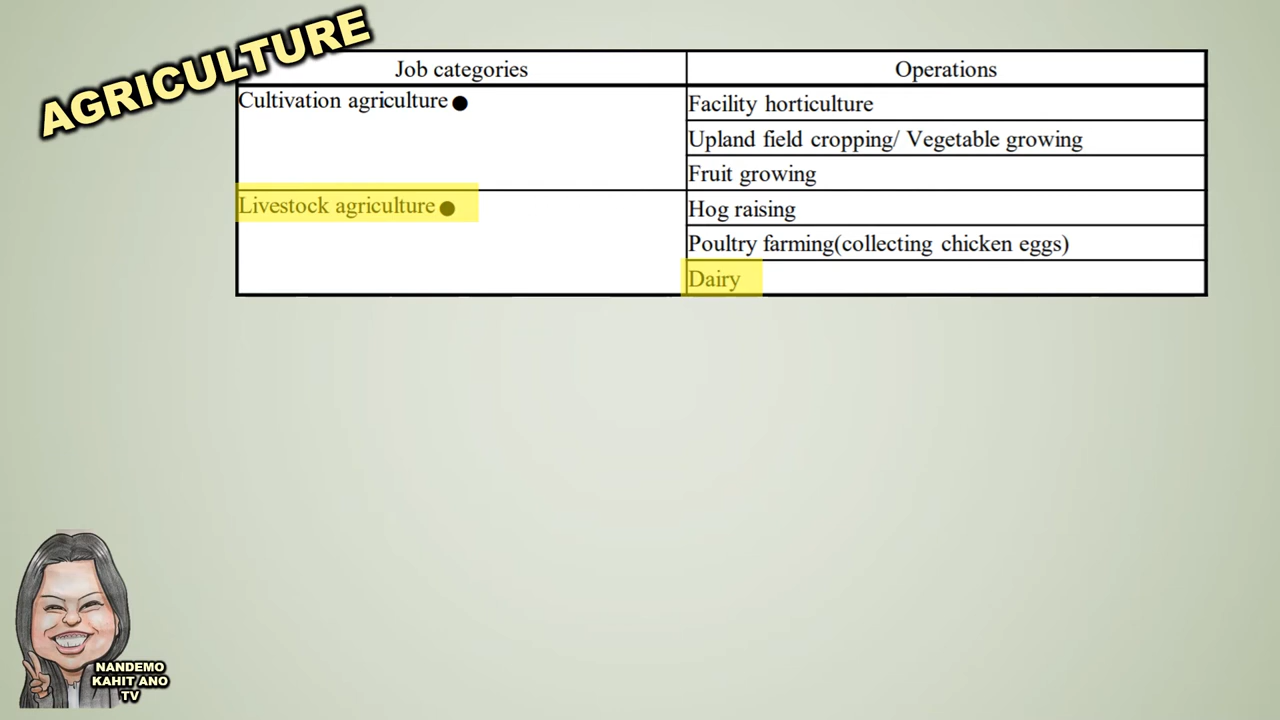 AGRICULTURE
Job categories
Operations
Cultivation agriculture ●
Facility horticulture
Upland field cropping/ Vegetable growing
Fruit growing
Livestock agriculture ●
Hog raising
Poultry farming(collecting chicken eggs)
Dairy
NANDEMO
KAHIT ANO
TV